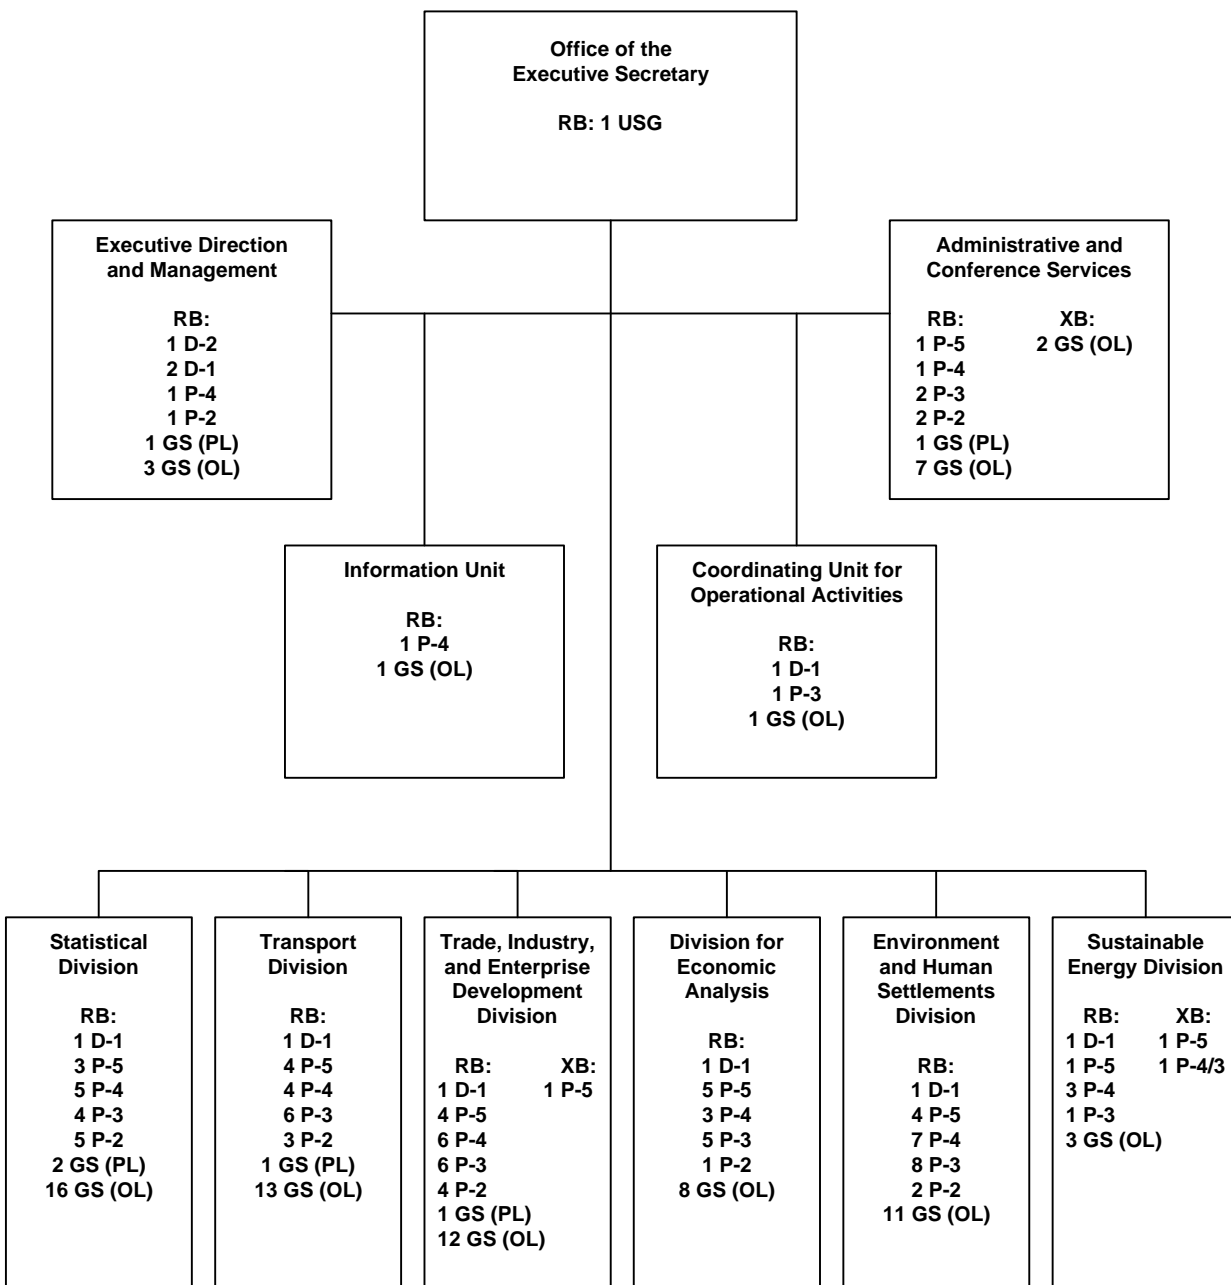 Office of the
Executive Secretary
RB: 1 USG
Executive Direction
and Management
RB:
1 D-2
2 D-1
1 P-4
1 P-2
1 GS (PL)
3 GS (OL)
Administrative and
Conference Services
RB: XB:
1 P-5 2 GS (OL)
1 P-4
2 P-3
2 P-2
1 GS (PL)
7 GS (OL)
Information Unit
RB:
1 P-4
1 GS (OL)
Coordinating Unit for
Operational Activities
RB:
1 D-1
1 P-3
1 GS (OL)
Statistical
Division
RB:
1 D-1
3 P-5
5 P-4
4 P-3
5 P-2
2 GS (PL)
16 GS (OL)
Transport
Division
RB:
1 D-1
4 P-5
4 P-4
6 P-3
3 P-2
1 GS (PL)
13 GS (OL)
Trade, Industry,
and Enterprise
Development
Division
RB: XB:
1 D-1 1 P-5
4 P-5
6 P-4
6 P-3
4 P-2
1 GS (PL)
12 GS (OL)
Division for
Economic
Analysis
RB:
1 D-1
5 P-5
3 P-4
5 P-3
1 P-2
8 GS (OL)
Environment
and Human
Settlements
Division
RB:
1 D-1
4 P-5
7 P-4
8 P-3
2 P-2
11 GS (OL)
Sustainable
Energy Division
RB: XB:
1 D-1 1 P-5
1 P-5 1 P-4/3
3 P-4
1 P-3
3 GS (OL)